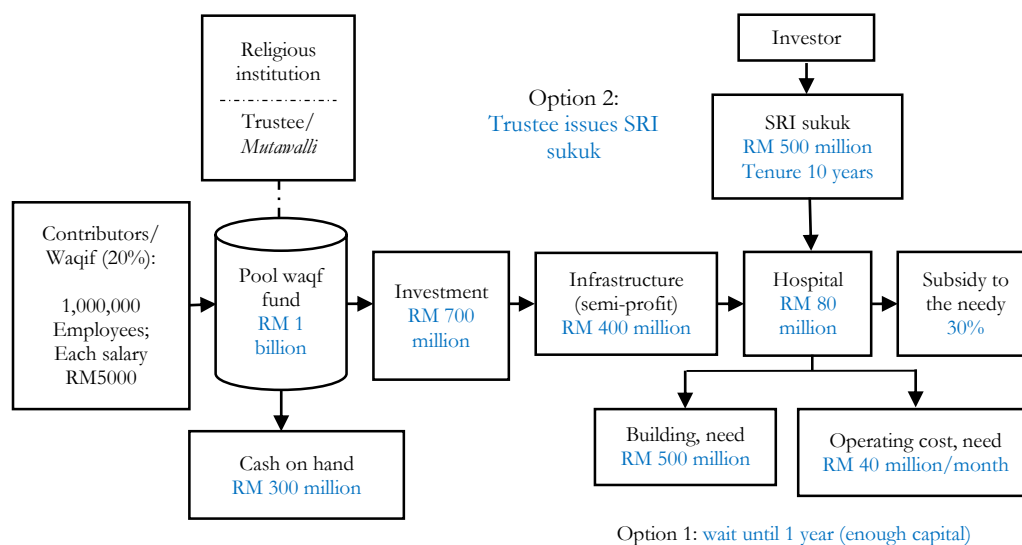 Religious
institution
Trustee/
Mutawalli
Option 2:
Trustee issues SRI
sukuk
Investor
SRI sukuk
RM 500 million
Tenure 10 years
Contributors/
Waqif (20%):
1,000,000
Employees;
Each salary
RM5000
Pool waqf
fund
RM 1
billion
Investment
RM 700
million
Infrastructure
(semi-profit)
RM 400 million
Hospital
RM 80
million
Subsidy to
the needy
30%
Cash on hand
RM 300 million
Building, need
RM 500 million
Operating cost, need
RM 40 million/month
Option 1: wait until 1 year (enough capital)